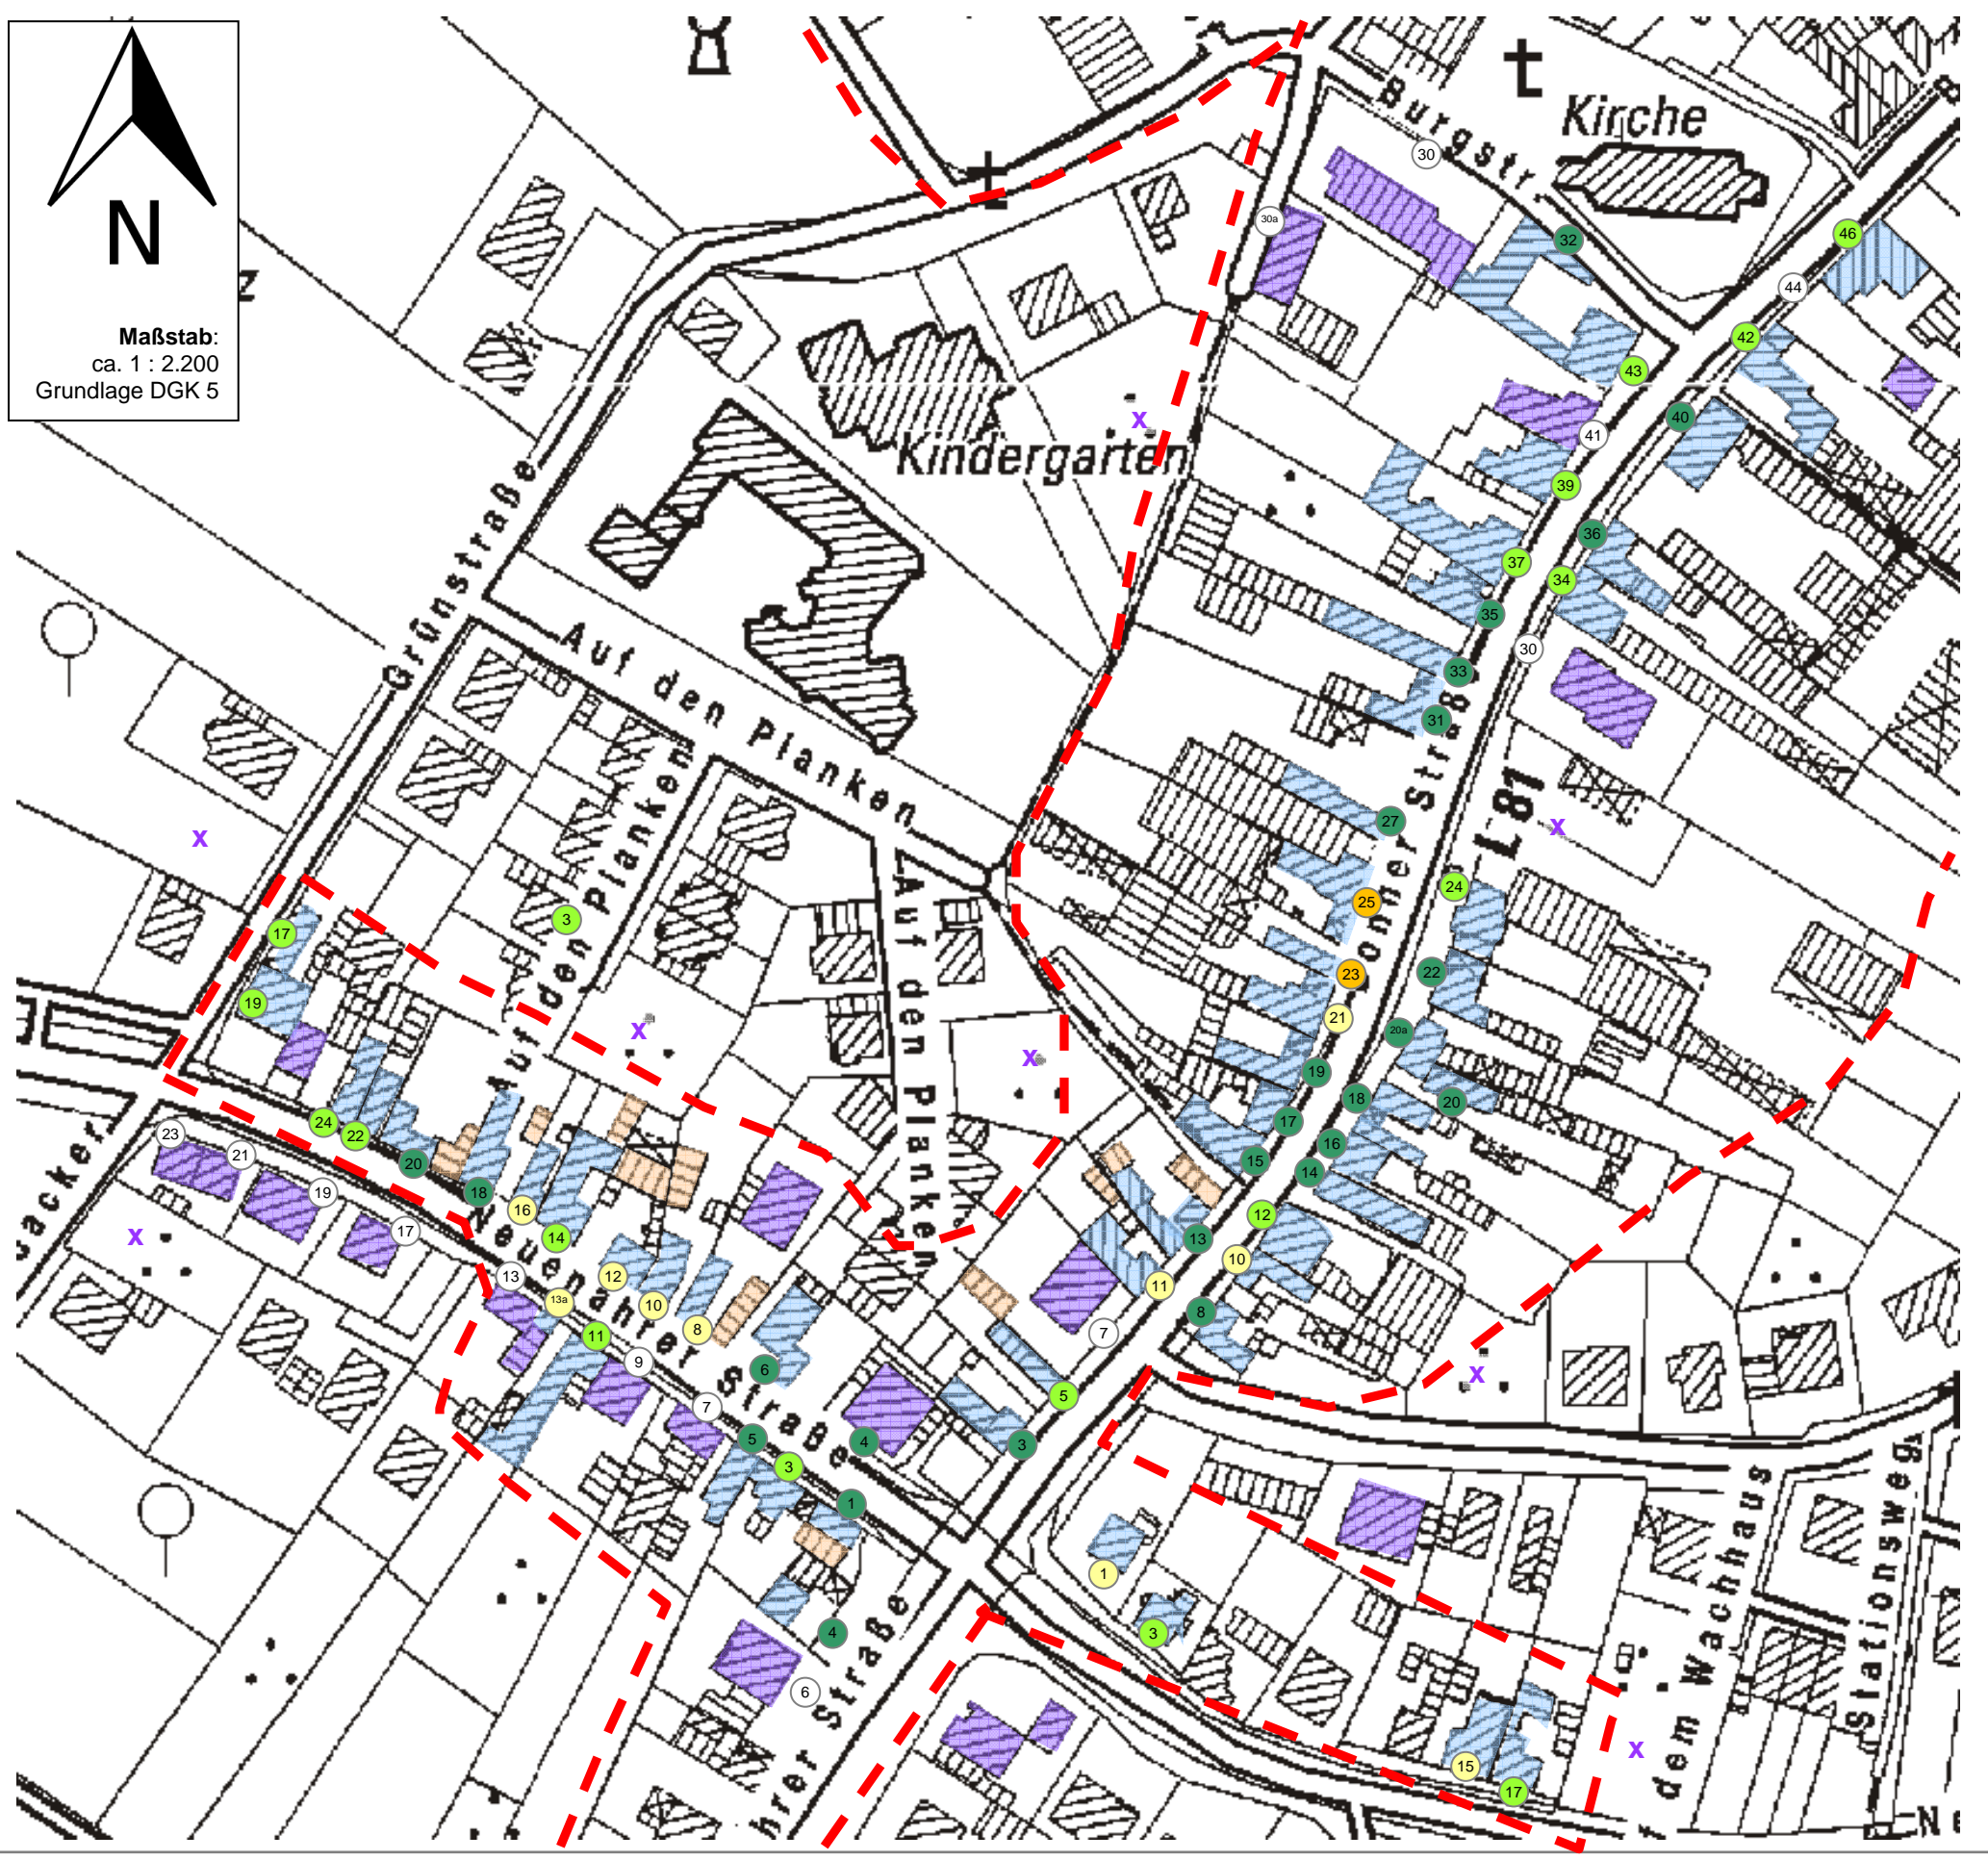 N
Maßstab:
ca. 1 : 2.200
Grundlage DGK 5
z
Burgstr.
Kirche
30
30a
32
46
44
42
43
40
41
39
36
37
34
35
30
33
31
Kindergarten
x
Grünstraße
Auf den Planken
Auf den Planken
Auf den Planken
Straße
L 81
x
x
27
24
25
3
17
23
22
19
21
20a
x
x
19
18
20
17
16
24
22
15
14
23
21
20
18
19
16
12
17
14
13
x
10
13
12
11
13a
10
8
8
11
7
9
6
Neuenahrer Straße
x
7
5
5
4
3
3
1
1
3
4
6
15
17
x
dem Wachhaus
Stationsweg